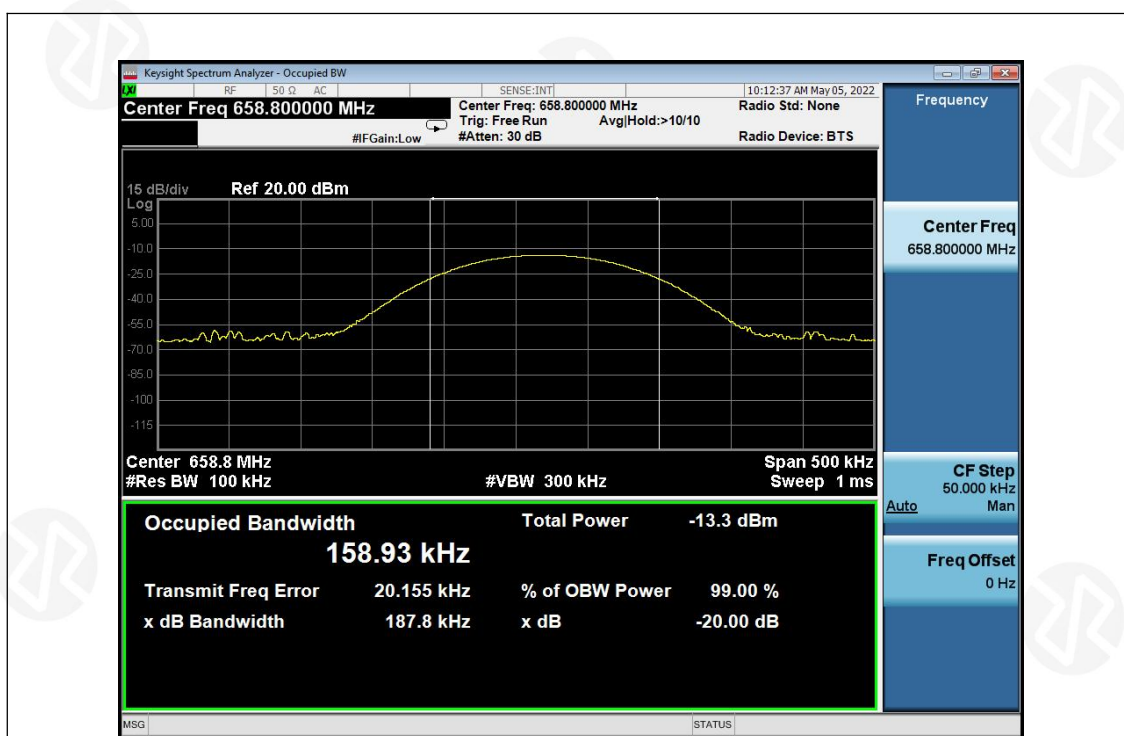 Keysight Spectrum Analyzer - Occupied BW
LXI RF 50 Ω AC SENSE:INT 10:12:37 AM May 05, 2022
Center Freq 658.800000 MHz
#IFGain:Low
Center Freq: 658.800000 MHz
Trig: Free Run Avg|Hold:>10/10
#Atten: 30 dB
Radio Std: None
Radio Device: BTS
15 dB/div Ref 20.00 dBm
Log
5.00
-10.0
-25.0
-40.0
-55.0
-70.0
-85.0
-100
-115
Center 658.8 MHz Span 500 kHz
#Res BW 100 kHz #VBW 300 kHz Sweep 1 ms
Occupied Bandwidth Total Power -13.3 dBm
158.93 kHz
Transmit Freq Error 20.155 kHz % of OBW Power 99.00 %
x dB Bandwidth 187.8 kHz x dB -20.00 dB
MSG STATUS
Frequency
Center Freq
658.800000 MHz
CF Step
50.000 kHz
Auto Man
Freq Offset
0 Hz